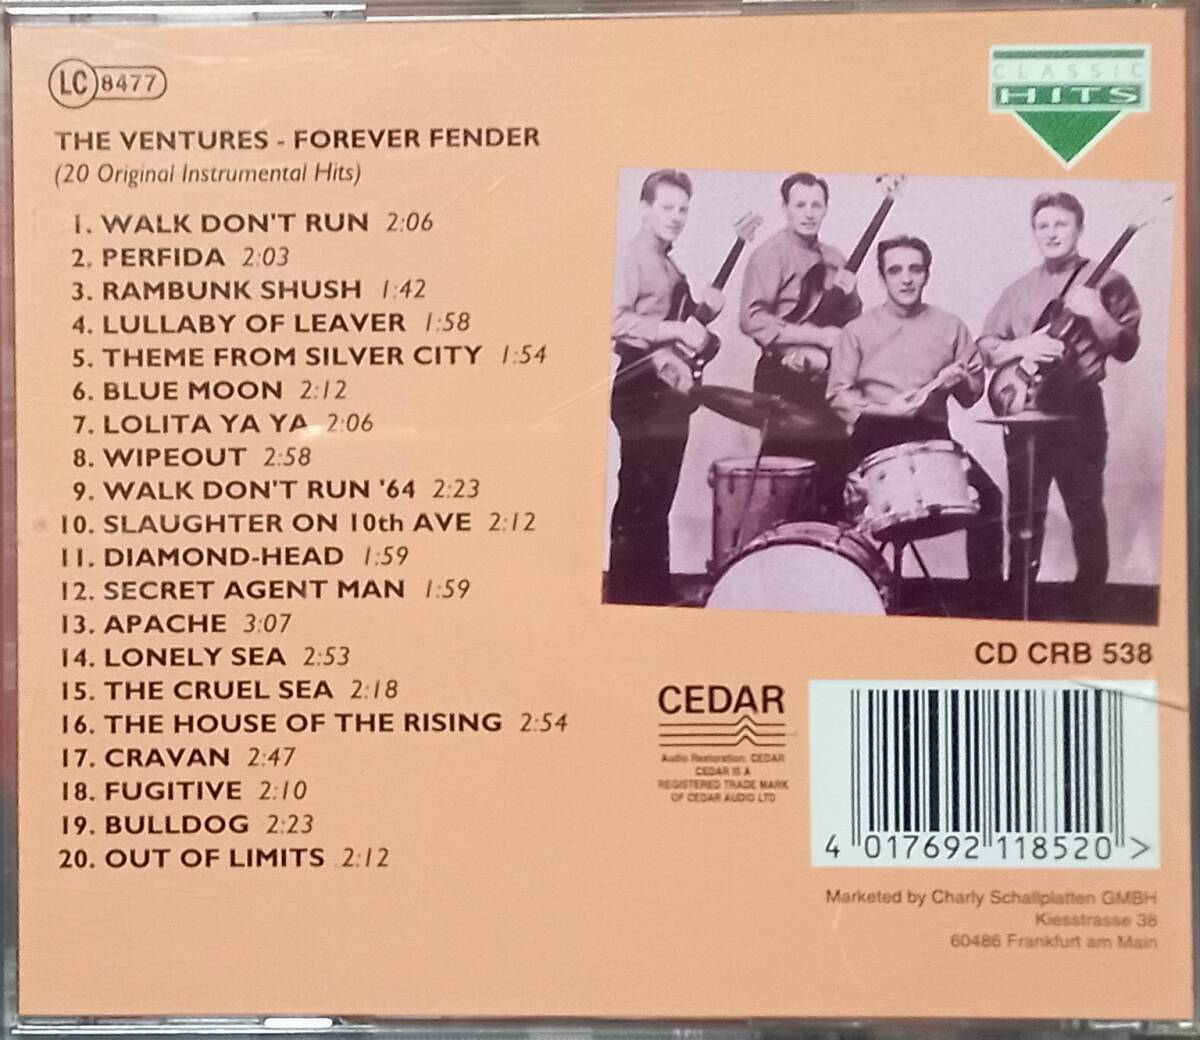 LC 8477
CLASSIC
HITS
THE VENTURES - FOREVER FENDER
(20 Original Instrumental Hits)
1. WALK DON'T RUN 2:06
2. PERFIDA 2:03
3. RAMBUNK SHUSH 1:42
4. LULLABY OF LEAVER 1:58
5. THEME FROM SILVER CITY 1:54
6. BLUE MOON 2:12
7. LOLITA YA YA 2:06
8. WIPEOUT 2:58
9. WALK DON'T RUN '64 2:23
10. SLAUGHTER ON 10th AVE 2:12
11. DIAMOND-HEAD 1:59
12. SECRET AGENT MAN 1:59
13. APACHE 3:07
14. LONELY SEA 2:53
15. THE CRUEL SEA 2:18
16. THE HOUSE OF THE RISING 2:54
17. CRAVAN 2:47
18. FUGITIVE 2:10
19. BULLDOG 2:23
20. OUT OF LIMITS 2:12
CD CRB 538
CEDAR
Audio Restoration: CEDAR
CEDAR IS A
REGISTERED TRADE MARK
OF CEDAR AUDIO LTD
4 017692 118520 >
Marketed by Charly Schallplatten GMBH
Kiesstrasse 38
60486 Frankfurt am Main